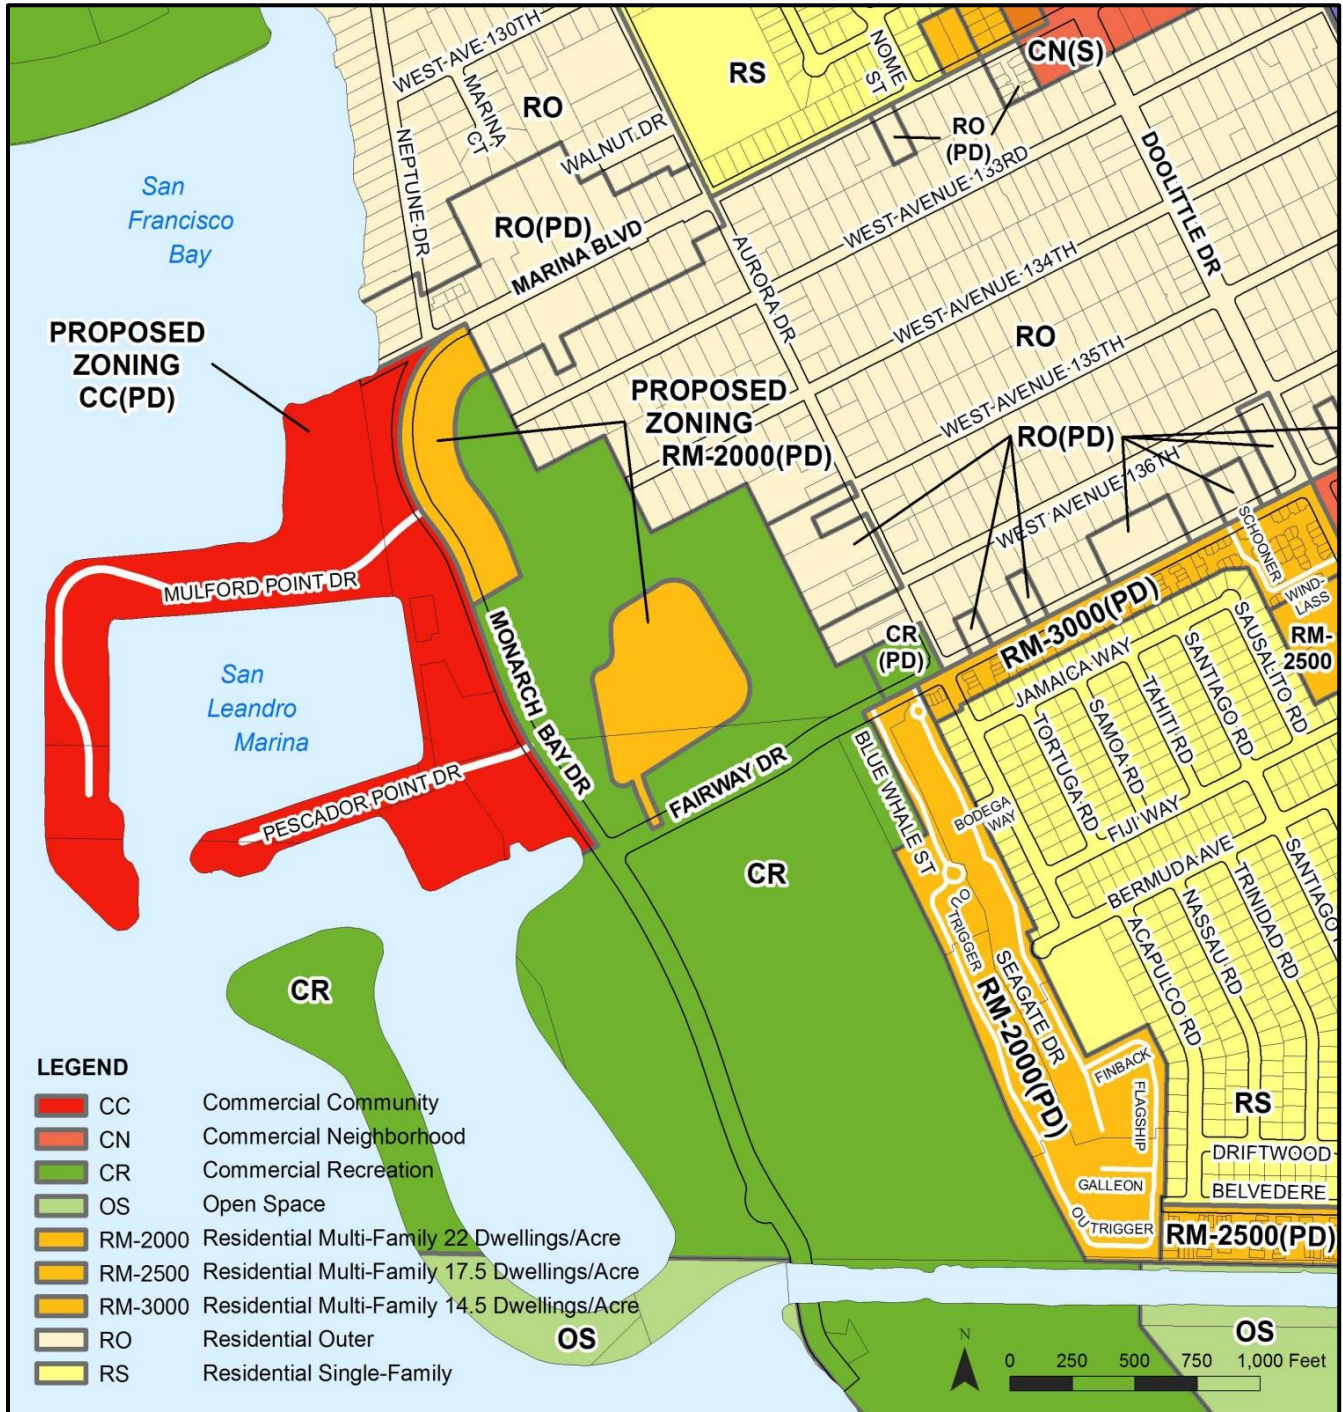 WEST-AVE-130TH
MARINA
CT
RO
RS
NOME
ST
CN(S)
NEPTUNE-DR
WALNUT-DR
RO
(PD)
San
Francisco
Bay
RO(PD)
MARINA BLVD
WEST-AVENUE-133RD
DOOLITTLE DR
AURORA-DR
WEST-AVENUE-134TH
RO
WEST-AVENUE-135TH
PROPOSED
ZONING
CC(PD)
PROPOSED
ZONING
RM-2000(PD)
RO(PD)
WEST AVENUE-136TH
SCHOONER
WIND-
LASS
RM-
2500
MULFORD POINT DR
MONARCH BAY DR
CR
(PD)
RM-3000(PD)
JAMAICA WAY
SAUSALITO RD
SANTIAGO RD
TAHITI RD
SAMOA RD
TORTUGA RD
San
Leandro
Marina
PESCADOR POINT DR
FAIRWAY DR
BLUE WHALE ST
BODEGA
WAY
FIJI WAY
BERMUDA AVE
SANTIAGO
TRINIDAD RD
NASSAU RD
ACAPULCO RD
CR
OUTRIGGER
SEAGATE DR
RM-2000(PD)
CR
FINBACK
FLAGSHIP
RS
DRIFTWOOD
GALLEON
BELVEDERE
OUTRIGGER
RM-2500(PD)
LEGEND
CC Commercial Community
CN Commercial Neighborhood
CR Commercial Recreation
OS Open Space
RM-2000 Residential Multi-Family 22 Dwellings/Acre
RM-2500 Residential Multi-Family 17.5 Dwellings/Acre
RM-3000 Residential Multi-Family 14.5 Dwellings/Acre
RO Residential Outer
RS Residential Single-Family
OS
OS
N
0 250 500 750 1,000 Feet